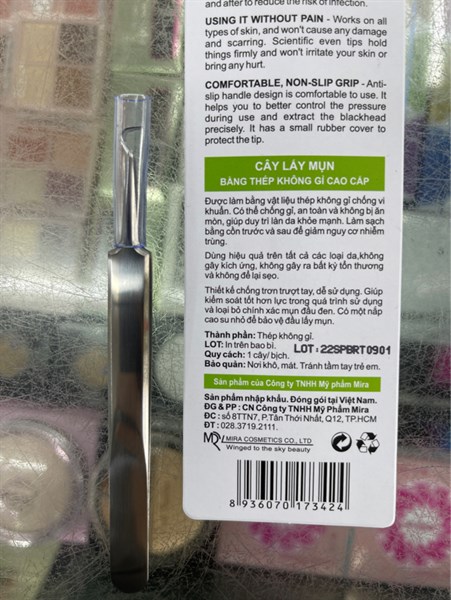 and after to reduce the risk of infection.
USING IT WITHOUT PAIN - Works on all
types of skin, and won't cause any damage
and scarring. Scientific even tips hold
things firmly and won't irritate your skin or
bring any hurt.
COMFORTABLE, NON-SLIP GRIP - Anti-
slip handle design is comfortable to use. It
helps you to better control the pressure
during use and extract the blackhead
precisely. It has a small rubber cover to
protect the tip.
CÂY LẤY MỤN
BẰNG THÉP KHÔNG GỈ CAO CẤP
Được làm bằng vật liệu thép không gỉ chống vi
khuẩn. Có thể chống gỉ, an toàn và không bị ăn
mòn, giúp duy trì làn da khỏe mạnh. Làm sạch
bằng cồn trước và sau để giảm nguy cơ nhiễm
trùng.
Dùng hiệu quả trên tất cả các loại da,không
gây kích ứng, không gây ra bất kỳ tổn thương
và không để lại sẹo.
Thiết kế chống trơn trượt tay, dễ sử dụng. Giúp
kiểm soát tốt hơn lực trong quá trình sử dụng
và loại bỏ chính xác mụn đầu đen. Có một nắp
cao su nhỏ để bảo vệ đầu lấy mụn.
Thành phần: Thép không gỉ.
LOT: In trên bao bì. LOT:22SPBRT0901
Quy cách: 1 cây/ bịch.
Bảo quản: Nơi khô, mát. Tránh tầm tay trẻ em.
Sản phẩm của Công ty TNHH Mỹ phẩm Mira
Sản phẩm nhập khẩu. Đóng gói tại Việt Nam.
ĐG & PP : CN Công ty TNHH Mỹ Phẩm Mira
ĐC : số 8TTN7, P.Tân Thới Nhất, Q12, TP.HCM
ĐT : 028.3719.2111.
MIRA COSMETICS CO., LTD
Winged to the sky beauty
8 936070 173424